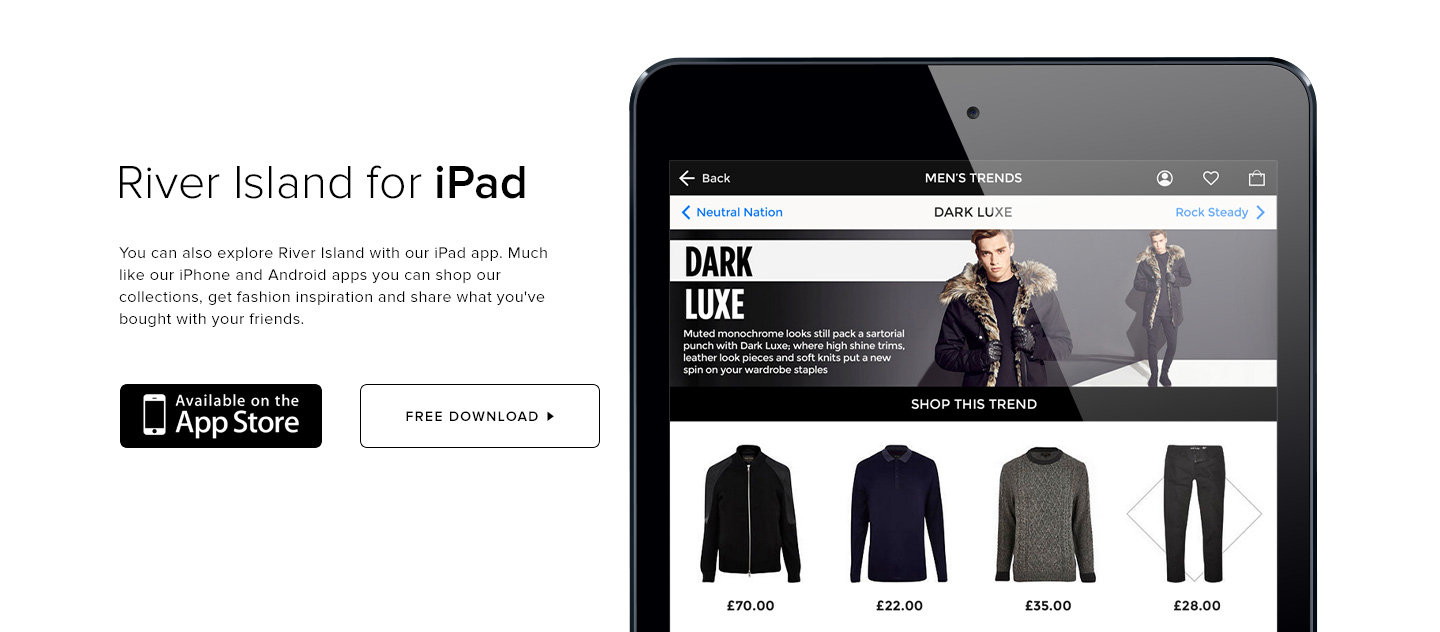 River Island for iPad
You can also explore River Island with our iPad app. Much
like our iPhone and Android apps you can shop our
collections, get fashion inspiration and share what you've
bought with your friends.
Available on the
App Store
FREE DOWNLOAD
Back
MEN'S TRENDS
Neutral Nation
DARK LUXE
Rock Steady
DARK
LUXE
Muted monochrome looks still pack a sartorial
punch with Dark Luxe; where high shine trims,
leather look pieces and soft knits put a new
spin on your wardrobe staples
SHOP THIS TREND
£70.00
£22.00
£35.00
£28.00